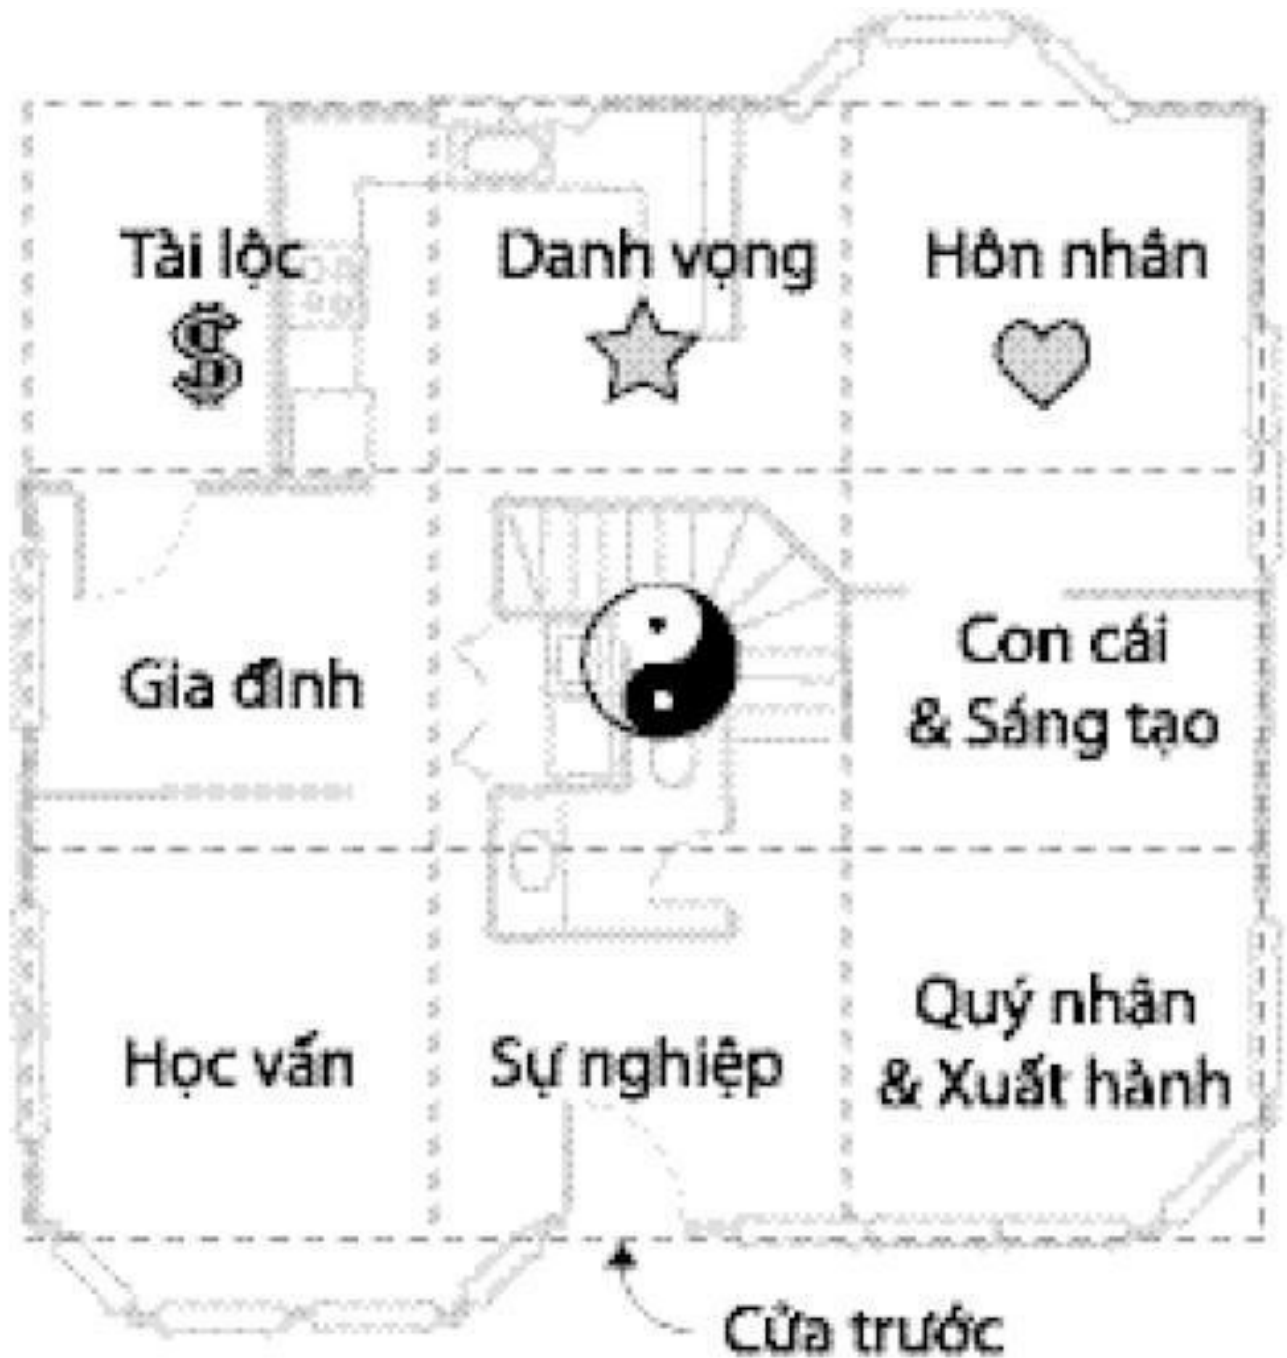 Tài lộc
Danh vọng
Hôn nhân
Gia đình
Con cái
& Sáng tạo
Học vấn
Sự nghiệp
Quý nhân
& Xuất hành
Cửa trước